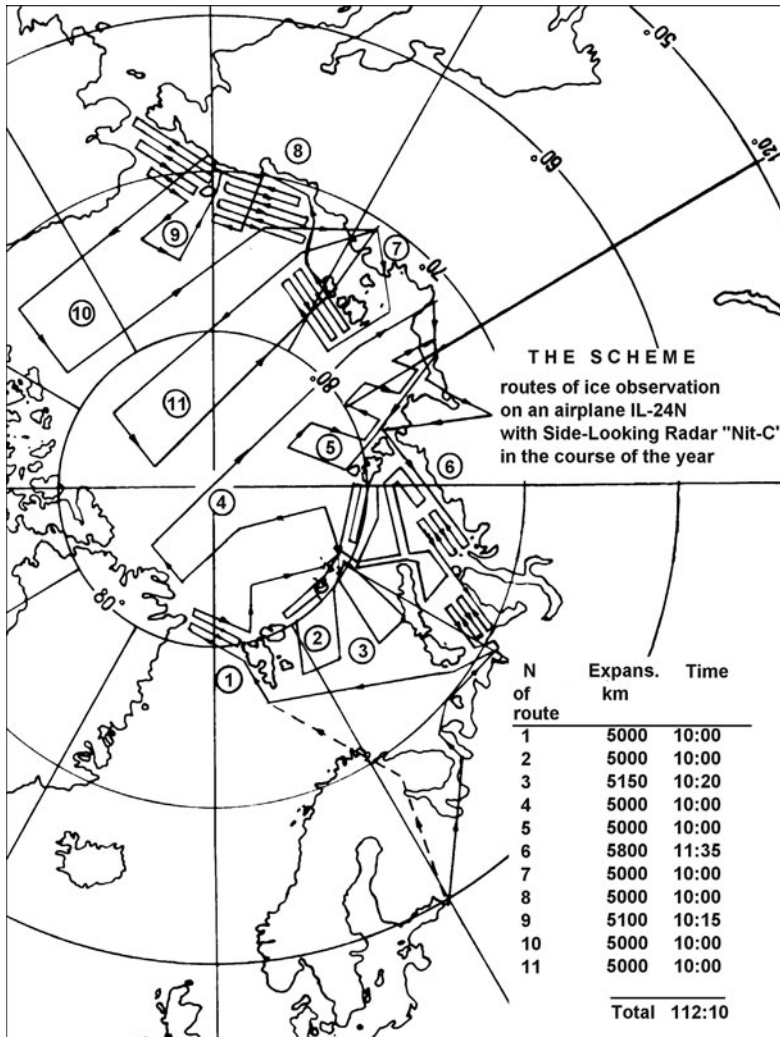 50°
60°
120°
70°
80°
80°
8
9
7
10
11
5
6
4
2
3
1
THE SCHEME
routes of ice observation
on an airplane IL-24N
with Side-Looking Radar "Nit-C"
in the course of the year
N Expans. Time
of km
route
1 5000 10:00
2 5000 10:00
3 5150 10:20
4 5000 10:00
5 5000 10:00
6 5800 11:35
7 5000 10:00
8 5000 10:00
9 5100 10:15
10 5000 10:00
11 5000 10:00
Total 112:10